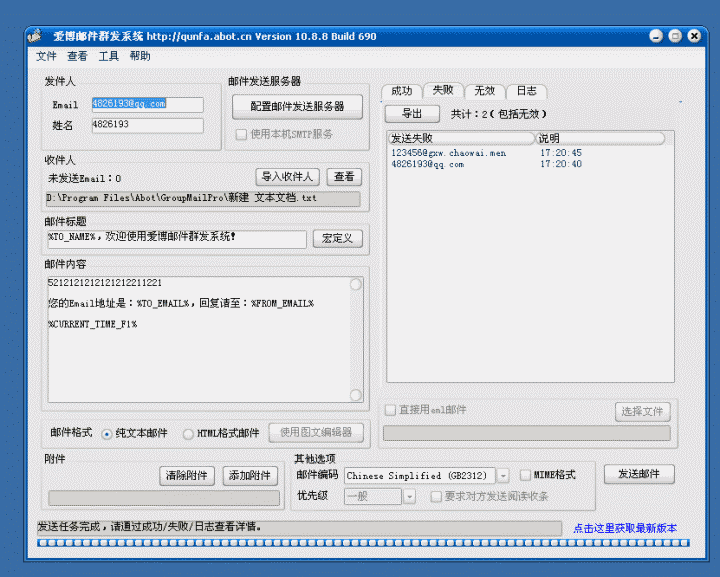 爱博邮件群发系统 http://qunfa.abot.cn Version 10.8.8 Build 690
文件 查看 工具 帮助
发件人
Email 4826193@qq.com
姓名 4826193
邮件发送服务器
配置邮件发送服务器
使用本机SMTP服务
收件人
未发送Email：0 导入收件人 查看
D:\Program Files\Abot\GroupMailPro\新建 文本文档.txt
邮件标题
%TO_NAME%，欢迎使用爱博邮件群发系统！ 宏定义
邮件内容
5212121212121212211221
您的Email地址是：%TO_EMAIL%，回复请至：%FROM_EMAIL%
%CURRENT_TIME_F1%
邮件格式 纯文本邮件 HTML格式邮件 使用图文编辑器
附件
清除附件 添加附件
成功 失败 无效 日志
导出 共计：2（包括无效）
发送失败 说明
123456@gxw.chaowai.men 17:20:45
4826193@qq.com 17:20:40
直接用eml邮件 选择文件
其他选项
邮件编码 Chinese Simplified (GB2312) MIME格式
优先级 一般 要求对方发送阅读收条
发送邮件
发送任务完成，请通过成功/失败/日志查看详情。
点击这里获取最新版本